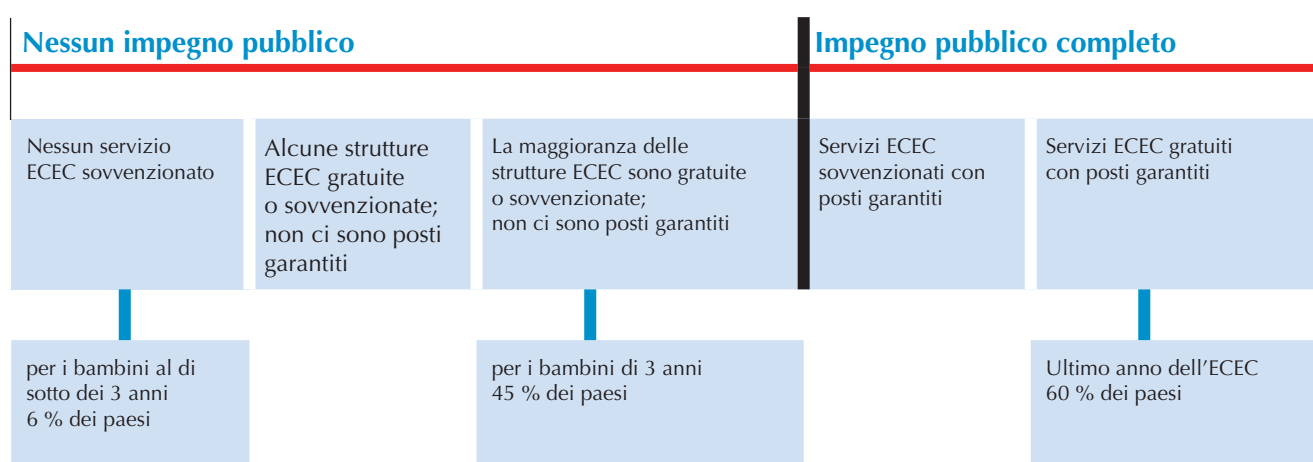 Nessun impegno pubblico
Impegno pubblico completo
Nessun servizio
ECEC sovvenzionato
Alcune strutture
ECEC gratuite
o sovvenzionate;
non ci sono posti
garantiti
La maggioranza delle
strutture ECEC sono gratuite
o sovvenzionate;
non ci sono posti garantiti
Servizi ECEC
sovvenzionati con
posti garantiti
Servizi ECEC gratuiti
con posti garantiti
per i bambini al di
sotto dei 3 anni
6 % dei paesi
per i bambini di 3 anni
45 % dei paesi
Ultimo anno dell’ECEC
60 % dei paesi